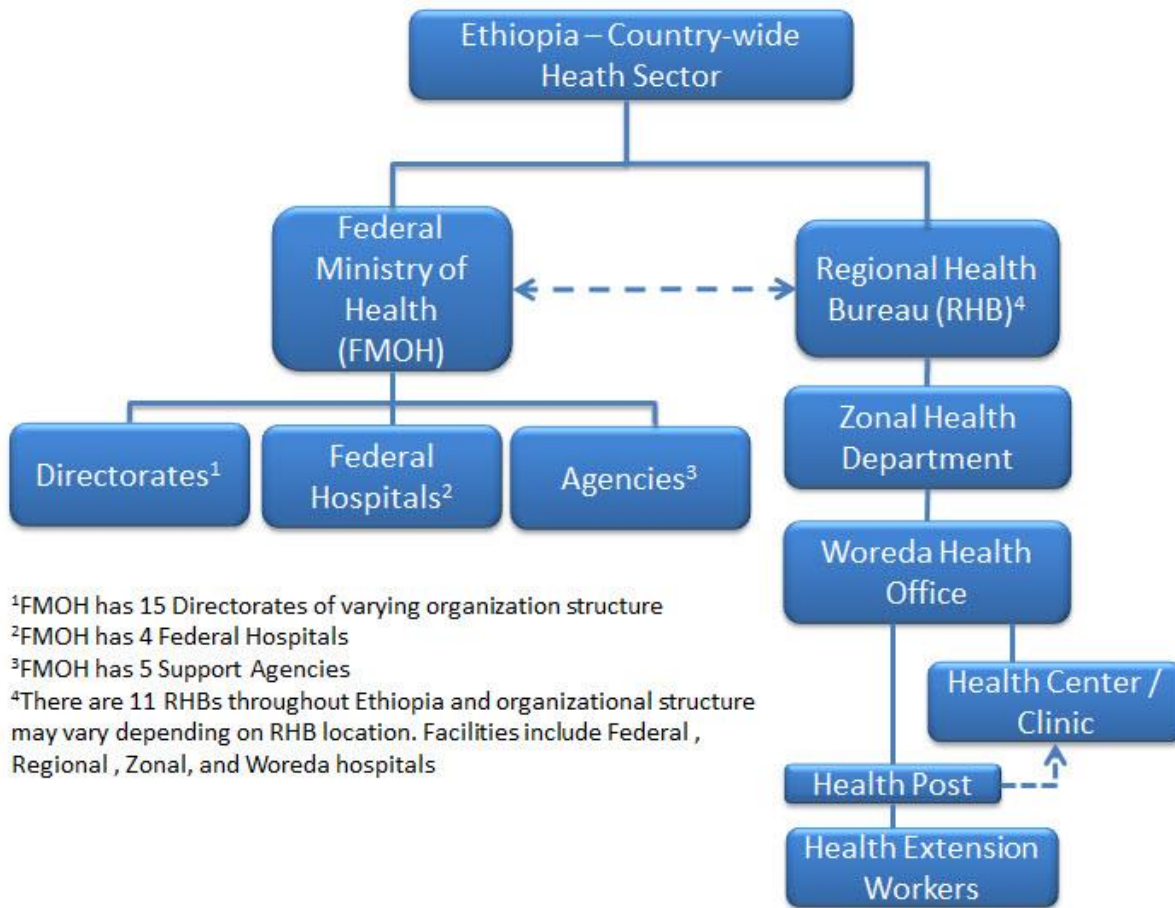 Ethiopia – Country-wide
Heath Sector
Federal
Ministry of
Health
(FMOH)
Regional Health
Bureau (RHB)⁴
Directorates¹
Federal
Hospitals²
Agencies³
Zonal Health
Department
Woreda Health
Office
Health Center /
Clinic
Health Post
Health Extension
Workers
¹FMOH has 15 Directorates of varying organization structure
²FMOH has 4 Federal Hospitals
³FMOH has 5 Support Agencies
⁴There are 11 RHBs throughout Ethiopia and organizational structure
may vary depending on RHB location. Facilities include Federal ,
Regional , Zonal, and Woreda hospitals